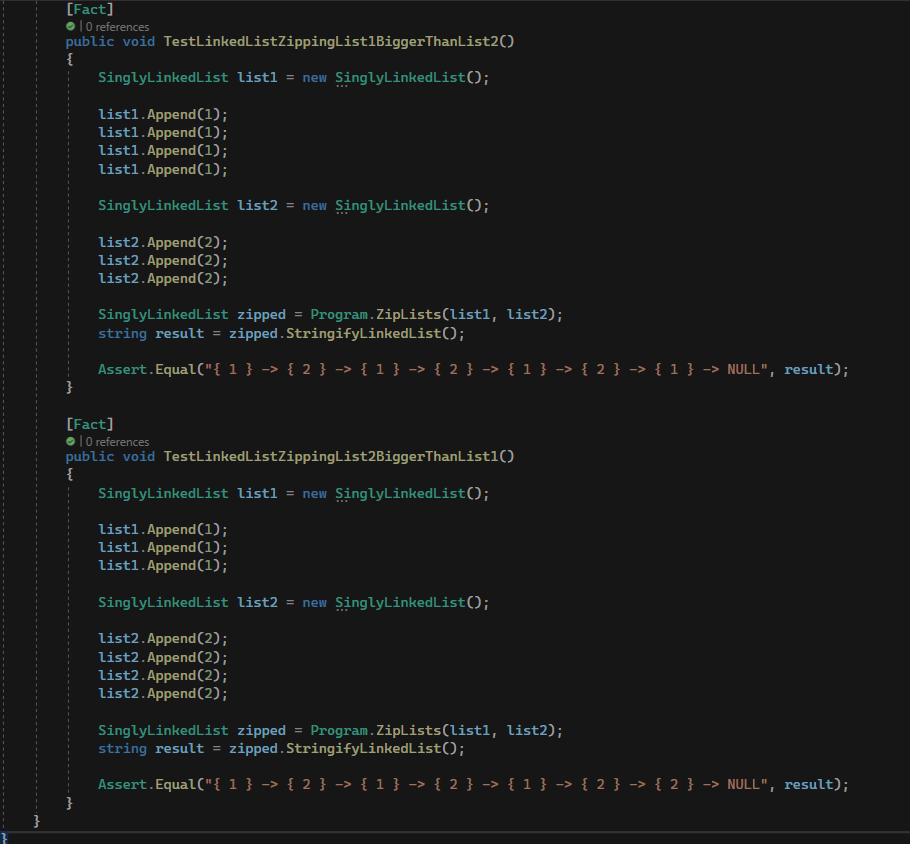 [Fact]
| 0 references
public void TestLinkedListZippingList1BiggerThanList2()
{
SinglyLinkedList list1 = new SinglyLinkedList();
list1.Append(1);
list1.Append(1);
list1.Append(1);
list1.Append(1);
SinglyLinkedList list2 = new SinglyLinkedList();
list2.Append(2);
list2.Append(2);
list2.Append(2);
SinglyLinkedList zipped = Program.ZipLists(list1, list2);
string result = zipped.StringifyLinkedList();
Assert.Equal("{ 1 } -> { 2 } -> { 1 } -> { 2 } -> { 1 } -> { 2 } -> { 1 } -> NULL", result);
}
[Fact]
| 0 references
public void TestLinkedListZippingList2BiggerThanList1()
{
SinglyLinkedList list1 = new SinglyLinkedList();
list1.Append(1);
list1.Append(1);
list1.Append(1);
SinglyLinkedList list2 = new SinglyLinkedList();
list2.Append(2);
list2.Append(2);
list2.Append(2);
list2.Append(2);
SinglyLinkedList zipped = Program.ZipLists(list1, list2);
string result = zipped.StringifyLinkedList();
Assert.Equal("{ 1 } -> { 2 } -> { 1 } -> { 2 } -> { 1 } -> { 2 } -> { 2 } -> NULL", result);
}
}
}